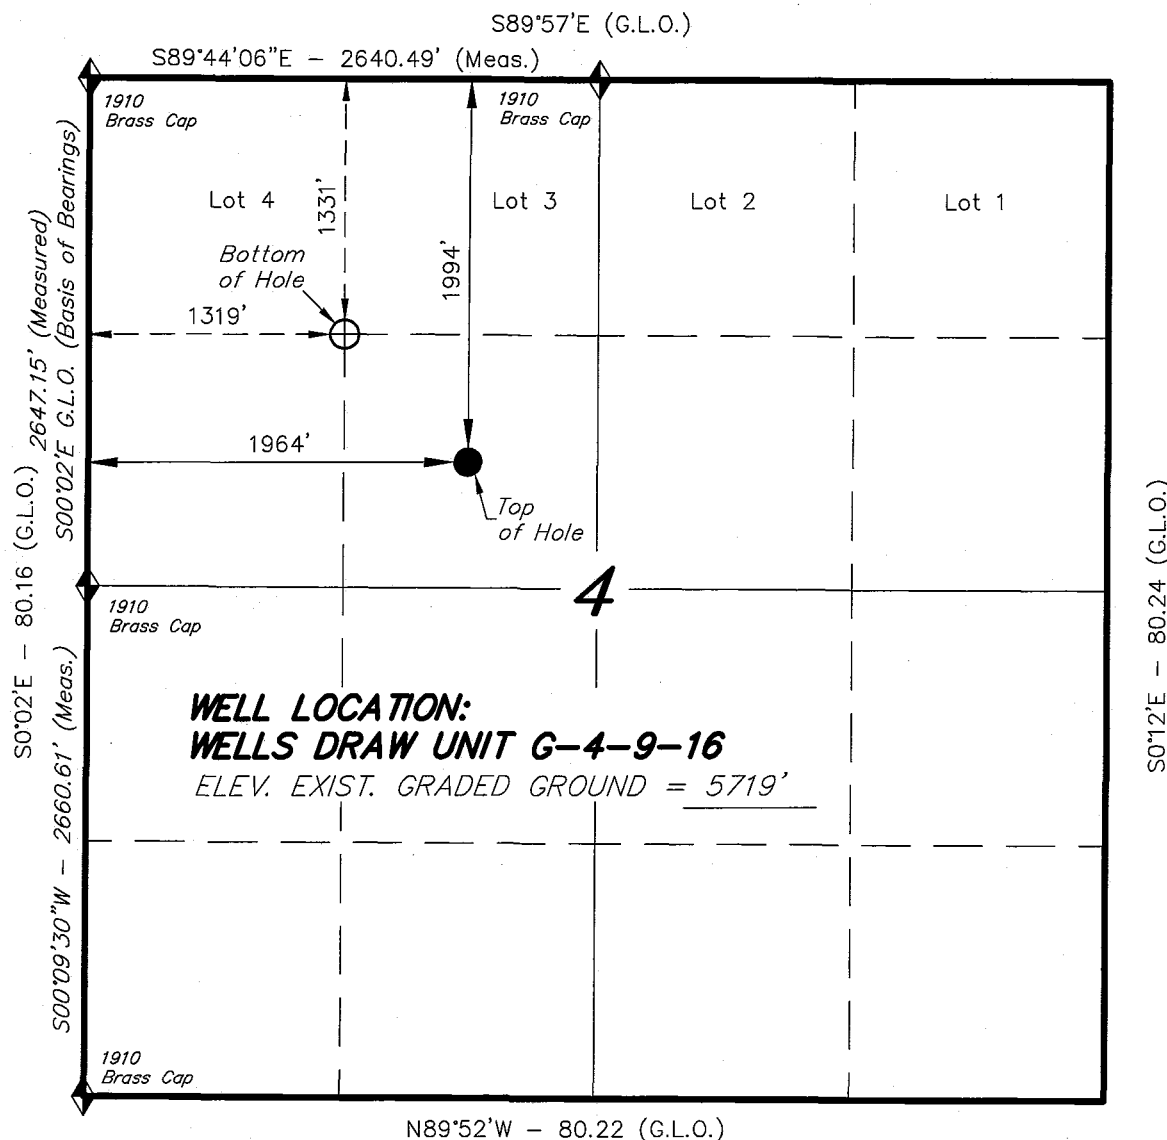 S89°57'E (G.L.O.)
S89°44'06"E – 2640.49' (Meas.)
1910
Brass Cap
1910
Brass Cap
Lot 4
Lot 3
Lot 2
Lot 1
1331'
1994'
Bottom
of Hole
1319'
1964'
Top
of Hole
2647.15' (Measured)
S00°02'E G.L.O. (Basis of Bearings)
S0°02'E – 80.16 (G.L.O.)
S0°12'E – 80.24 (G.L.O.)
4
1910
Brass Cap
WELL LOCATION:
WELLS DRAW UNIT G–4–9–16
ELEV. EXIST. GRADED GROUND = 5719'
S00°09'30"W – 2660.61' (Meas.)
1910
Brass Cap
N89°52'W – 80.22 (G.L.O.)